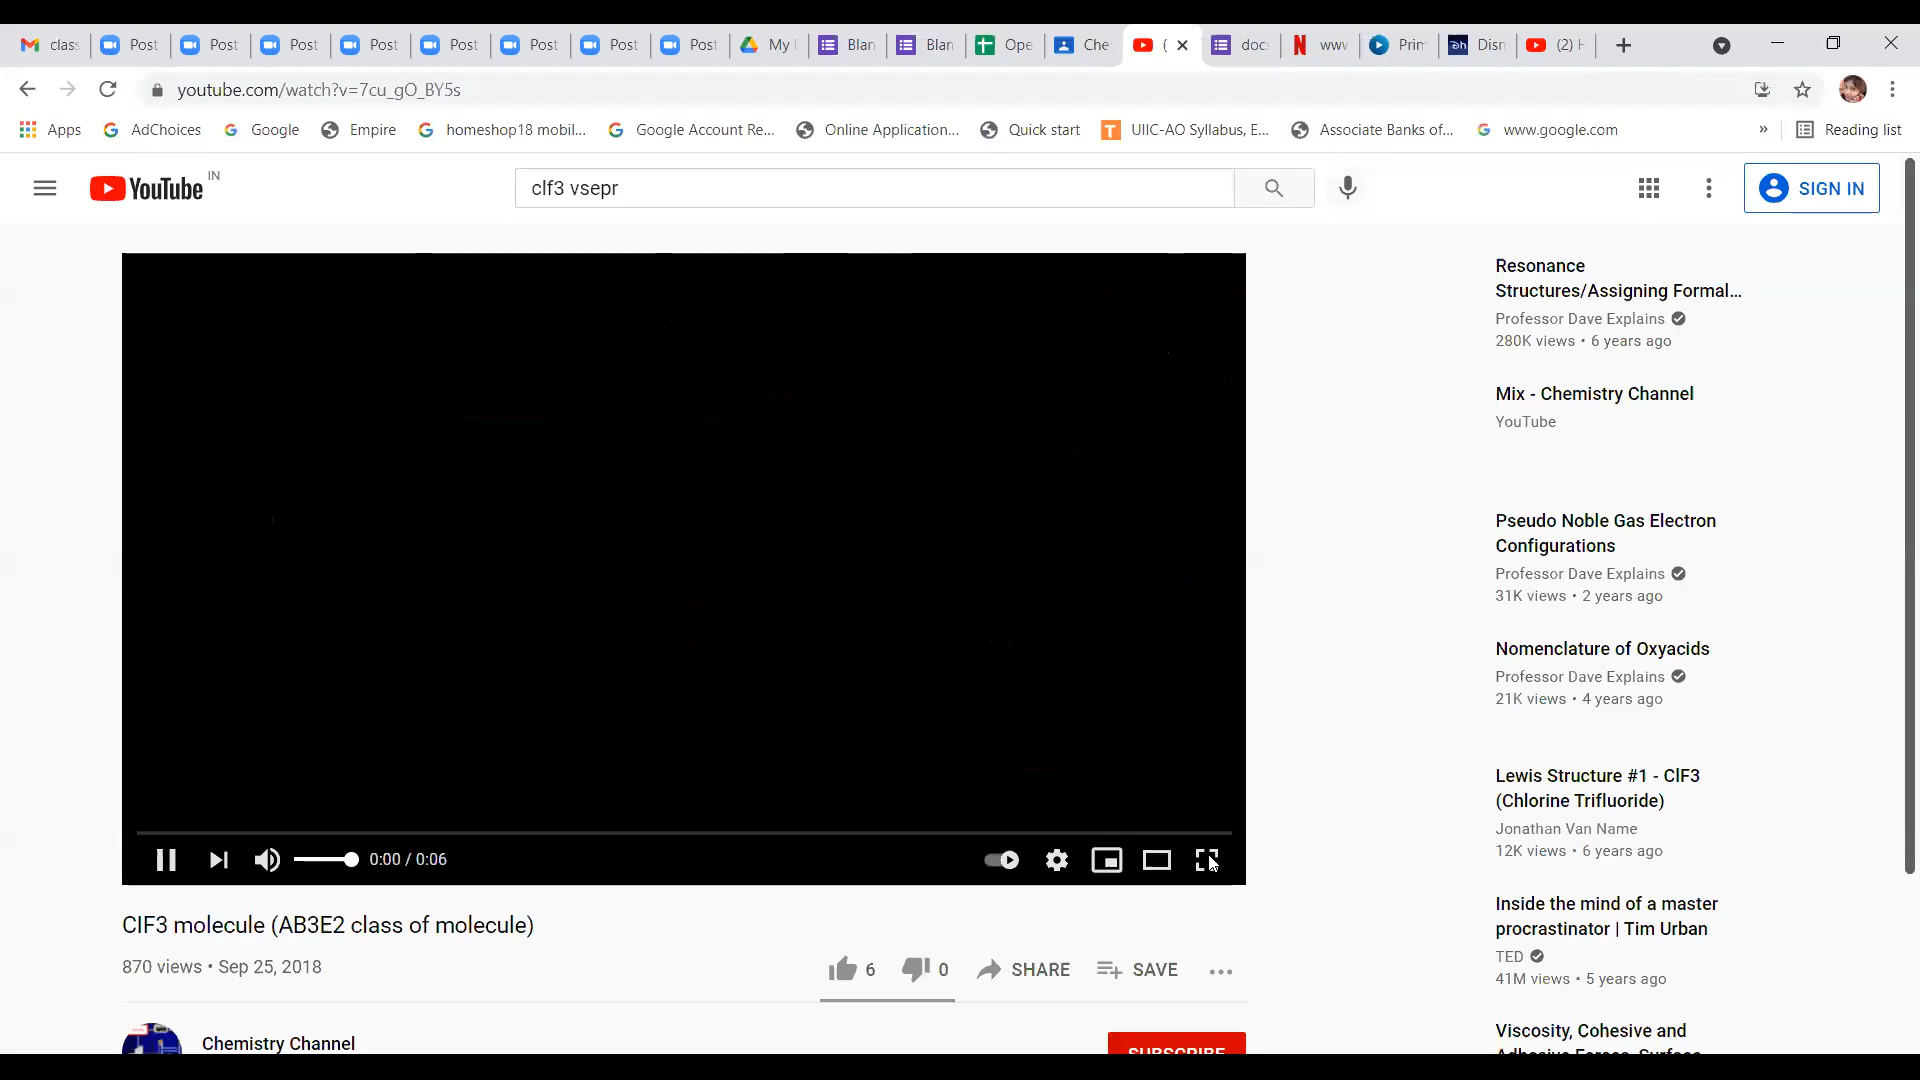 clas
Post
Post
Post
Post
Post
Post
Post
Post
My
Blan
Blan
Ope
Che
(
doc
www
Prim
Disn
(2) H
youtube.com/watch?v=7cu_gO_BY5s
Apps
AdChoices
Google
Empire
homeshop18 mobil...
Google Account Re...
Online Application...
Quick start
UIIC-AO Syllabus, E...
Associate Banks of...
www.google.com
»
Reading list
YouTube IN
clf3 vsepr
SIGN IN
Resonance
Structures/Assigning Formal...
Professor Dave Explains
280K views • 6 years ago
Mix - Chemistry Channel
YouTube
Pseudo Noble Gas Electron
Configurations
Professor Dave Explains
31K views • 2 years ago
Nomenclature of Oxyacids
Professor Dave Explains
21K views • 4 years ago
Lewis Structure #1 - ClF3
(Chlorine Trifluoride)
Jonathan Van Name
12K views • 6 years ago
Inside the mind of a master
procrastinator | Tim Urban
TED
41M views • 5 years ago
Viscosity, Cohesive and
Adhesive Forces, Surface
0:00 / 0:06
ClF3 molecule (AB3E2 class of molecule)
870 views • Sep 25, 2018
6
0
SHARE
SAVE
Chemistry Channel
SUBSCRIBE